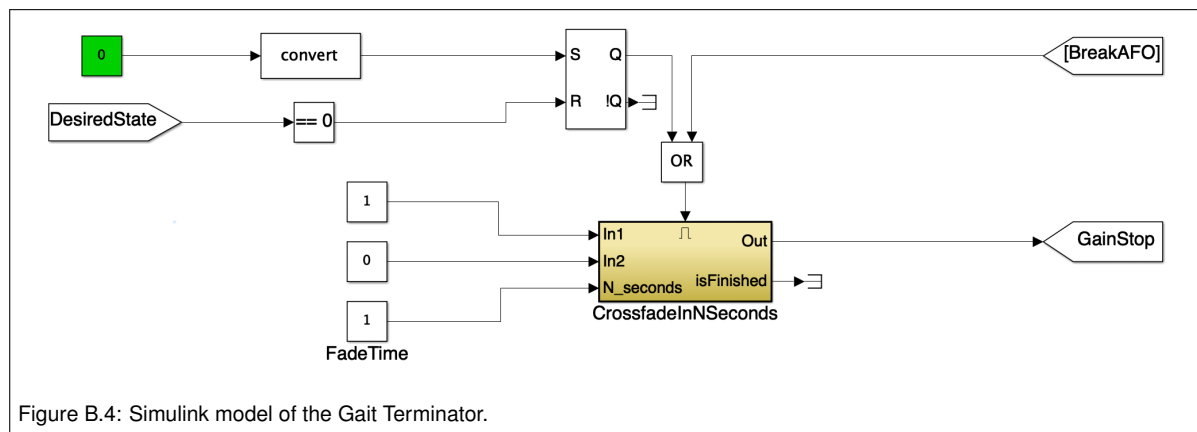 0
convert
S
Q
[BreakAFO]
R
!Q
DesiredState
== 0
OR
1
In1
Out
GainStop
0
In2
N_seconds
isFinished
1
CrossfadeInNSeconds
FadeTime
Figure B.4: Simulink model of the Gait Terminator.